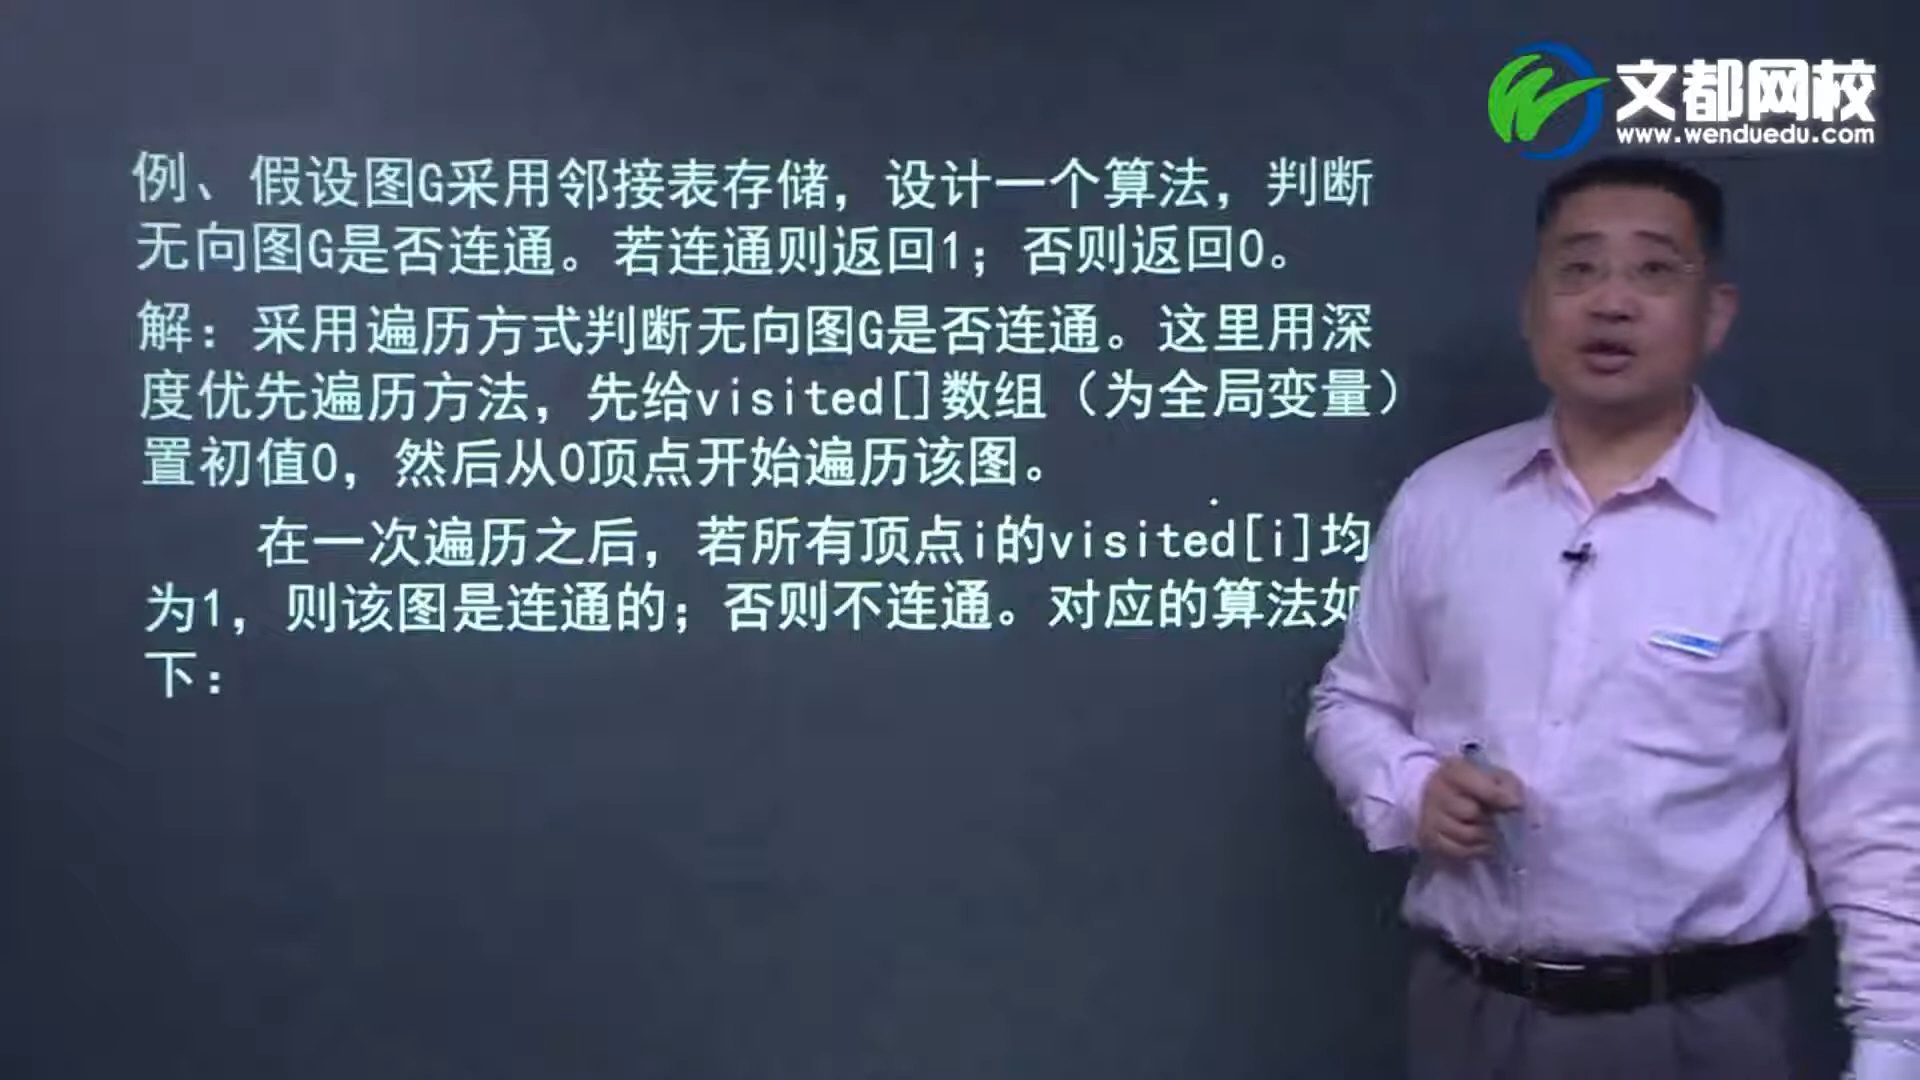 文都网校
www.wenduedu.com
例、假设图G采用邻接表存储，设计一个算法，判断
无向图G是否连通。若连通则返回1；否则返回0。
解：采用遍历方式判断无向图G是否连通。这里用深
度优先遍历方法，先给visited[]数组（为全局变量）
置初值0，然后从0顶点开始遍历该图。
在一次遍历之后，若所有顶点i的visited[i]均
为1，则该图是连通的；否则不连通。对应的算法如
下：